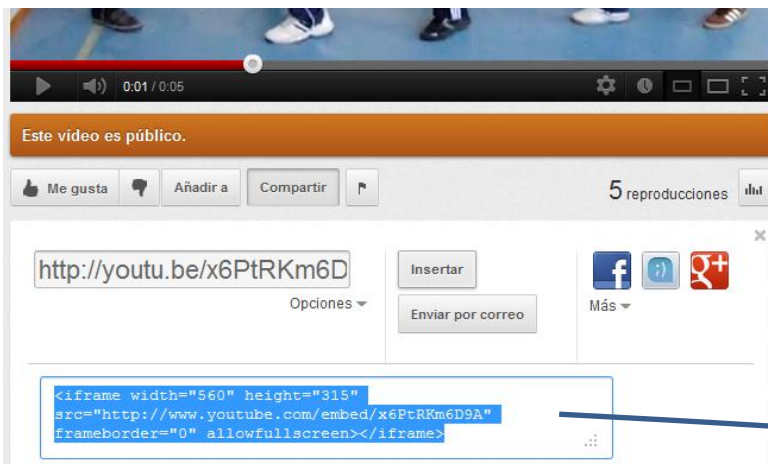 0:01 / 0:05
Este vídeo es público.
Me gusta Añadir a Compartir 5 reproducciones
http://youtu.be/x6PtRKm6D Insertar
Opciones Enviar por correo Más
<iframe width="560" height="315"
src="http://www.youtube.com/embed/x6PtRKm6D9A"
frameborder="0" allowfullscreen></iframe>